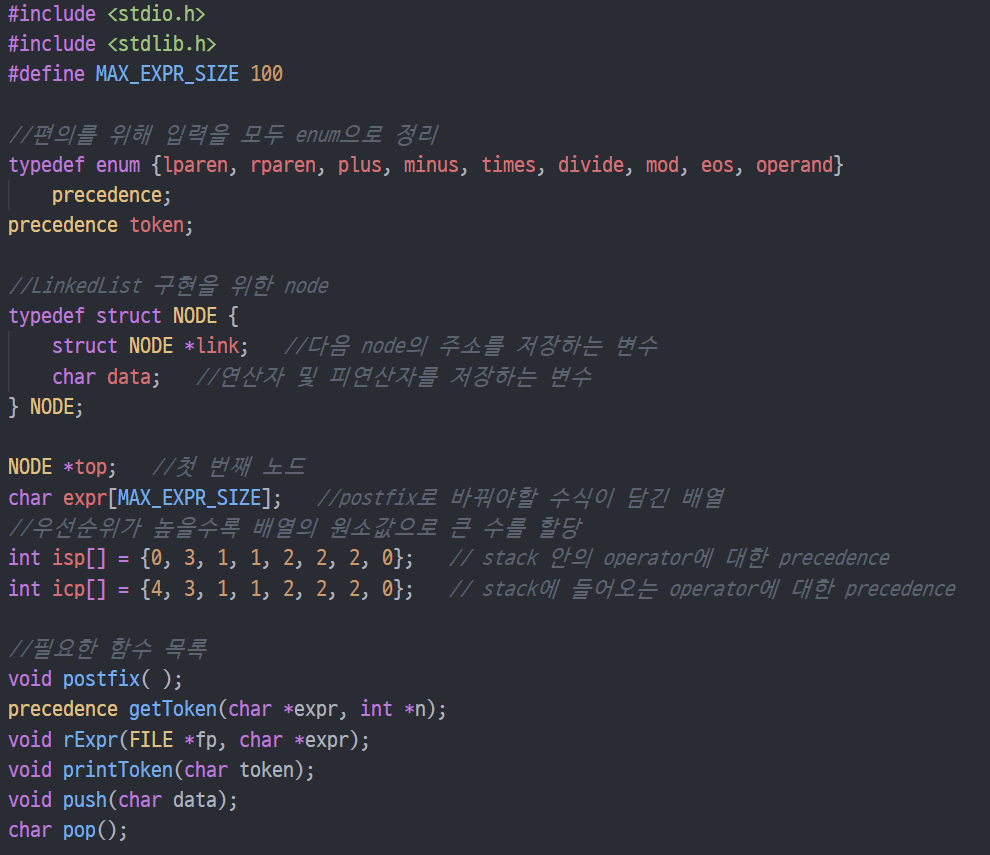 #include <stdio.h>
#include <stdlib.h>
#define MAX_EXPR_SIZE 100
//편의를 위해 입력을 모두 enum으로 정리
typedef enum {lparen, rparen, plus, minus, times, divide, mod, eos, operand}
precedence;
precedence token;
//LinkedList 구현을 위한 node
typedef struct NODE {
struct NODE *link;   //다음 node의 주소를 저장하는 변수
char data;   //연산자 및 피연산자를 저장하는 변수
} NODE;
NODE *top;   //첫 번째 노드
char expr[MAX_EXPR_SIZE];   //postfix로 바꿔야할 수식이 담긴 배열
//우선순위가 높을수록 배열의 원소값으로 큰 수를 할당
int isp[] = {0, 3, 1, 1, 2, 2, 2, 0};   // stack 안의 operator에 대한 precedence
int icp[] = {4, 3, 1, 1, 2, 2, 2, 0};   // stack에 들어오는 operator에 대한 precedence
//필요한 함수 목록
void postfix( );
precedence getToken(char *expr, int *n);
void rExpr(FILE *fp, char *expr);
void printToken(char token);
void push(char data);
char pop();